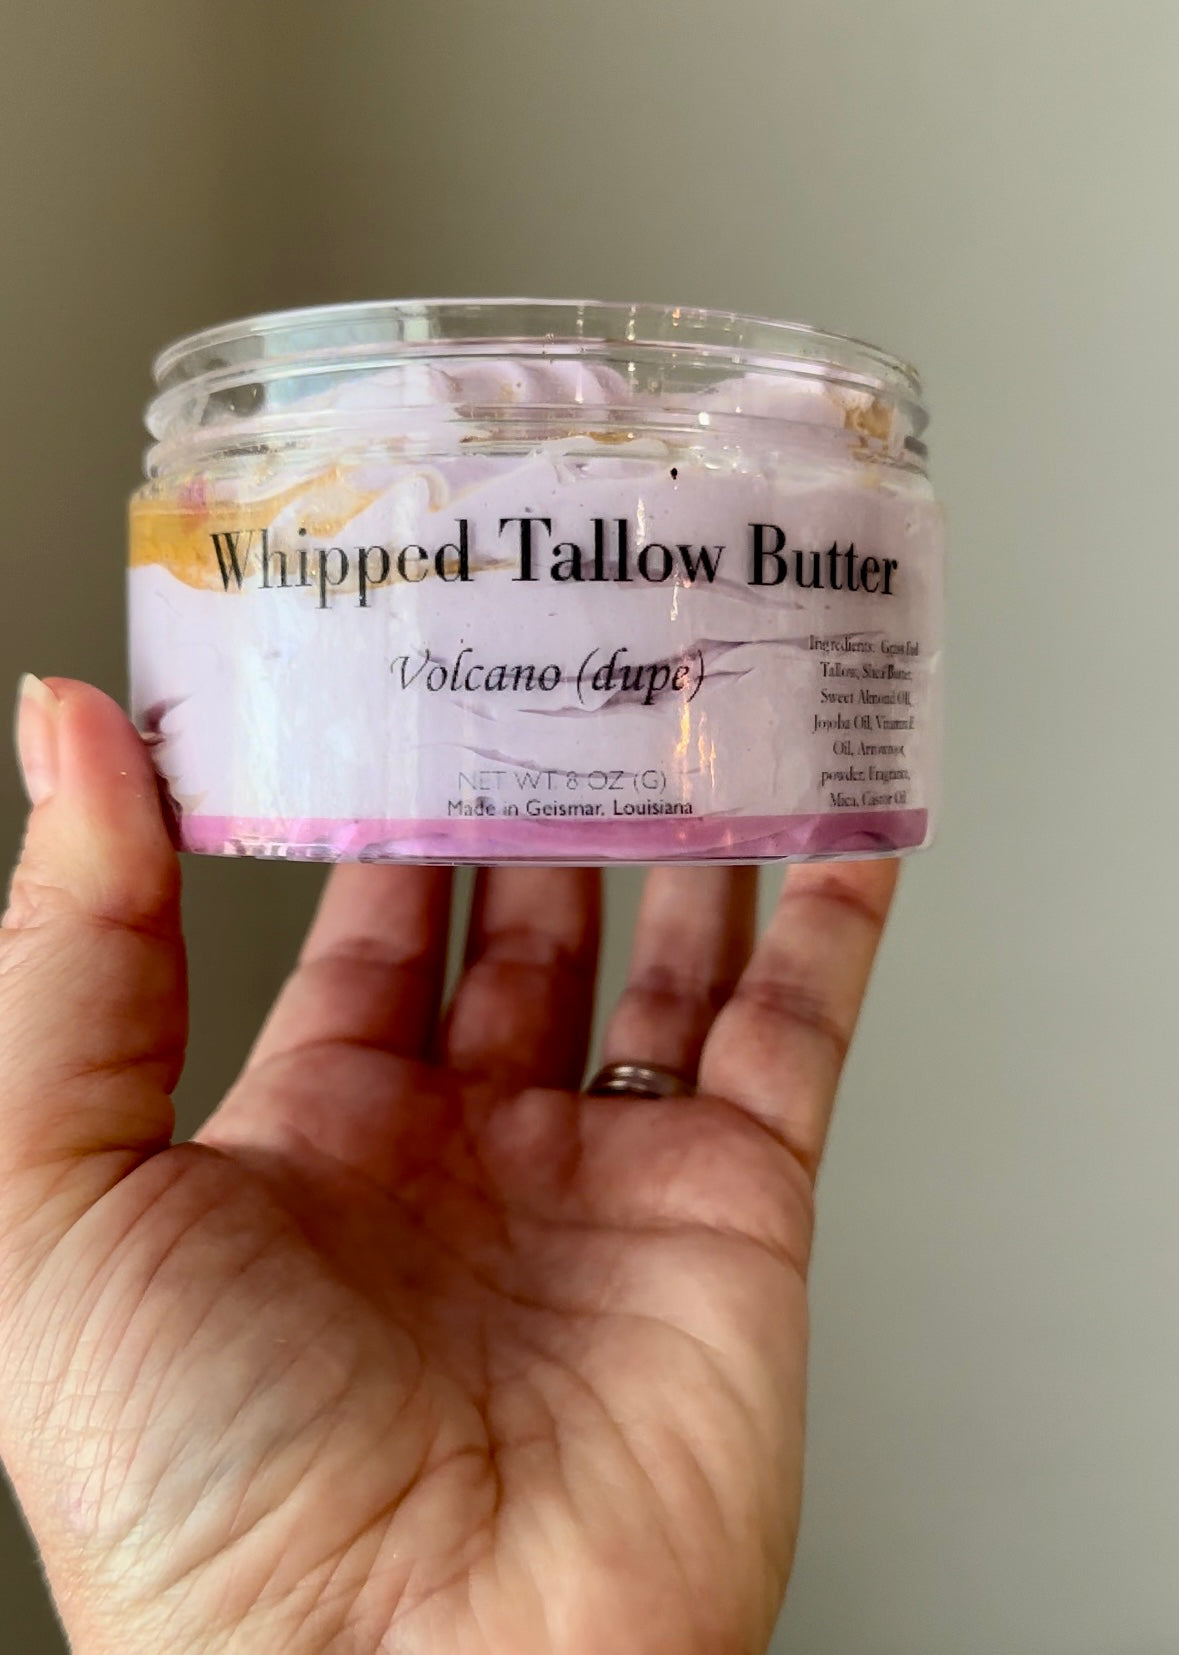 Whipped Tallow Butter
Volcano (dupe)
NET WT. 8 OZ (G)
Made in Geismar, Louisiana
Ingredients: Grass Fed
Tallow, Shea Butter,
Sweet Almond Oil,
Jojoba Oil, Vitamin E
Oil, Arrowroot
powder, Fragrance,
Mica, Castor Oil